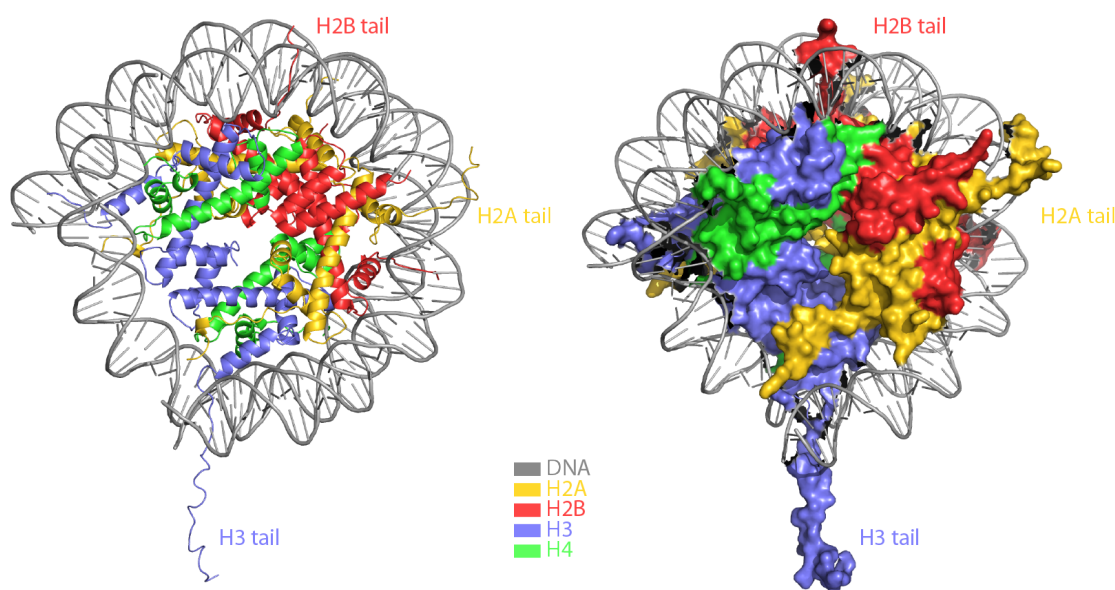 H2B tail
H2A tail
H3 tail
DNA
H2A
H2B
H3
H4
H2B tail
H2A tail
H3 tail